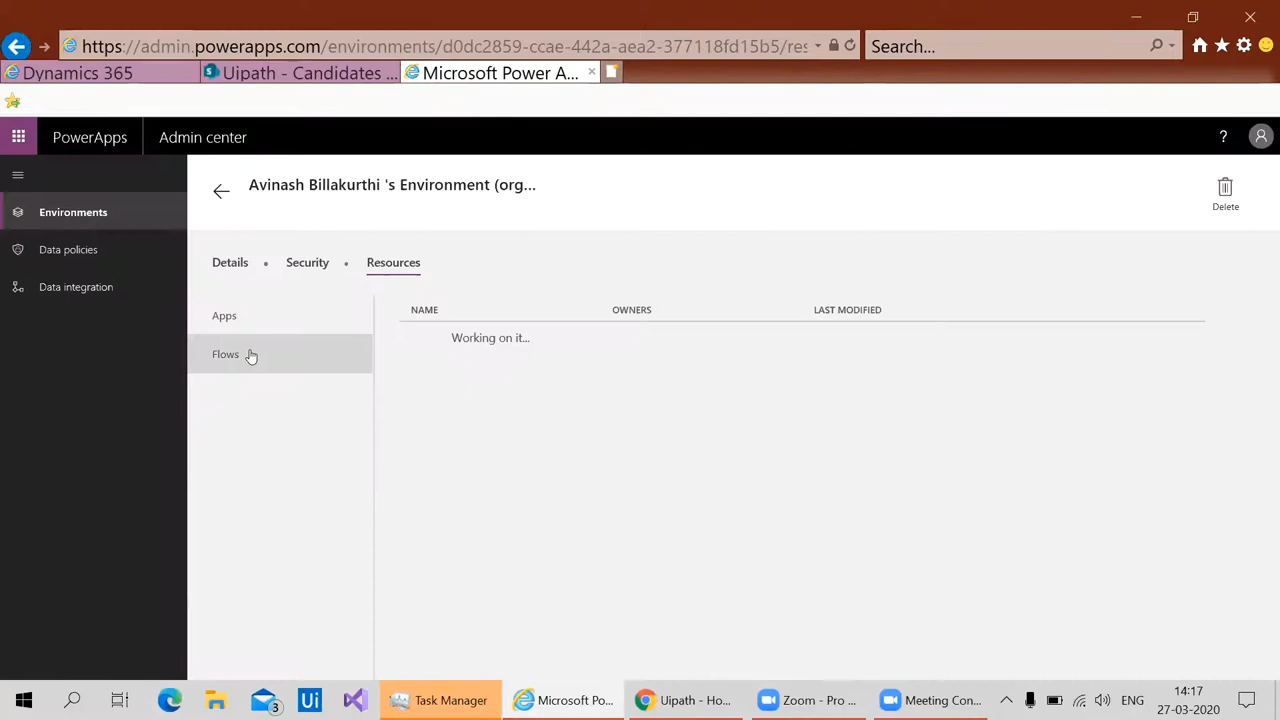 https://admin.powerapps.com/environments/d0dc2859-ccae-442a-aea2-377118fd15b5/res
Search...
Dynamics 365
Uipath - Candidates ...
Microsoft Power A...
PowerApps
Admin center
?
Avinash Billakurthi 's Environment (org...
Delete
Environments
Data policies
Data integration
Details
Security
Resources
Apps
Flows
NAME
OWNERS
LAST MODIFIED
Working on it...
3
Ui
Task Manager
Microsoft Po...
Uipath - Ho...
Zoom - Pro ...
Meeting Con...
ENG
14:17
27-03-2020